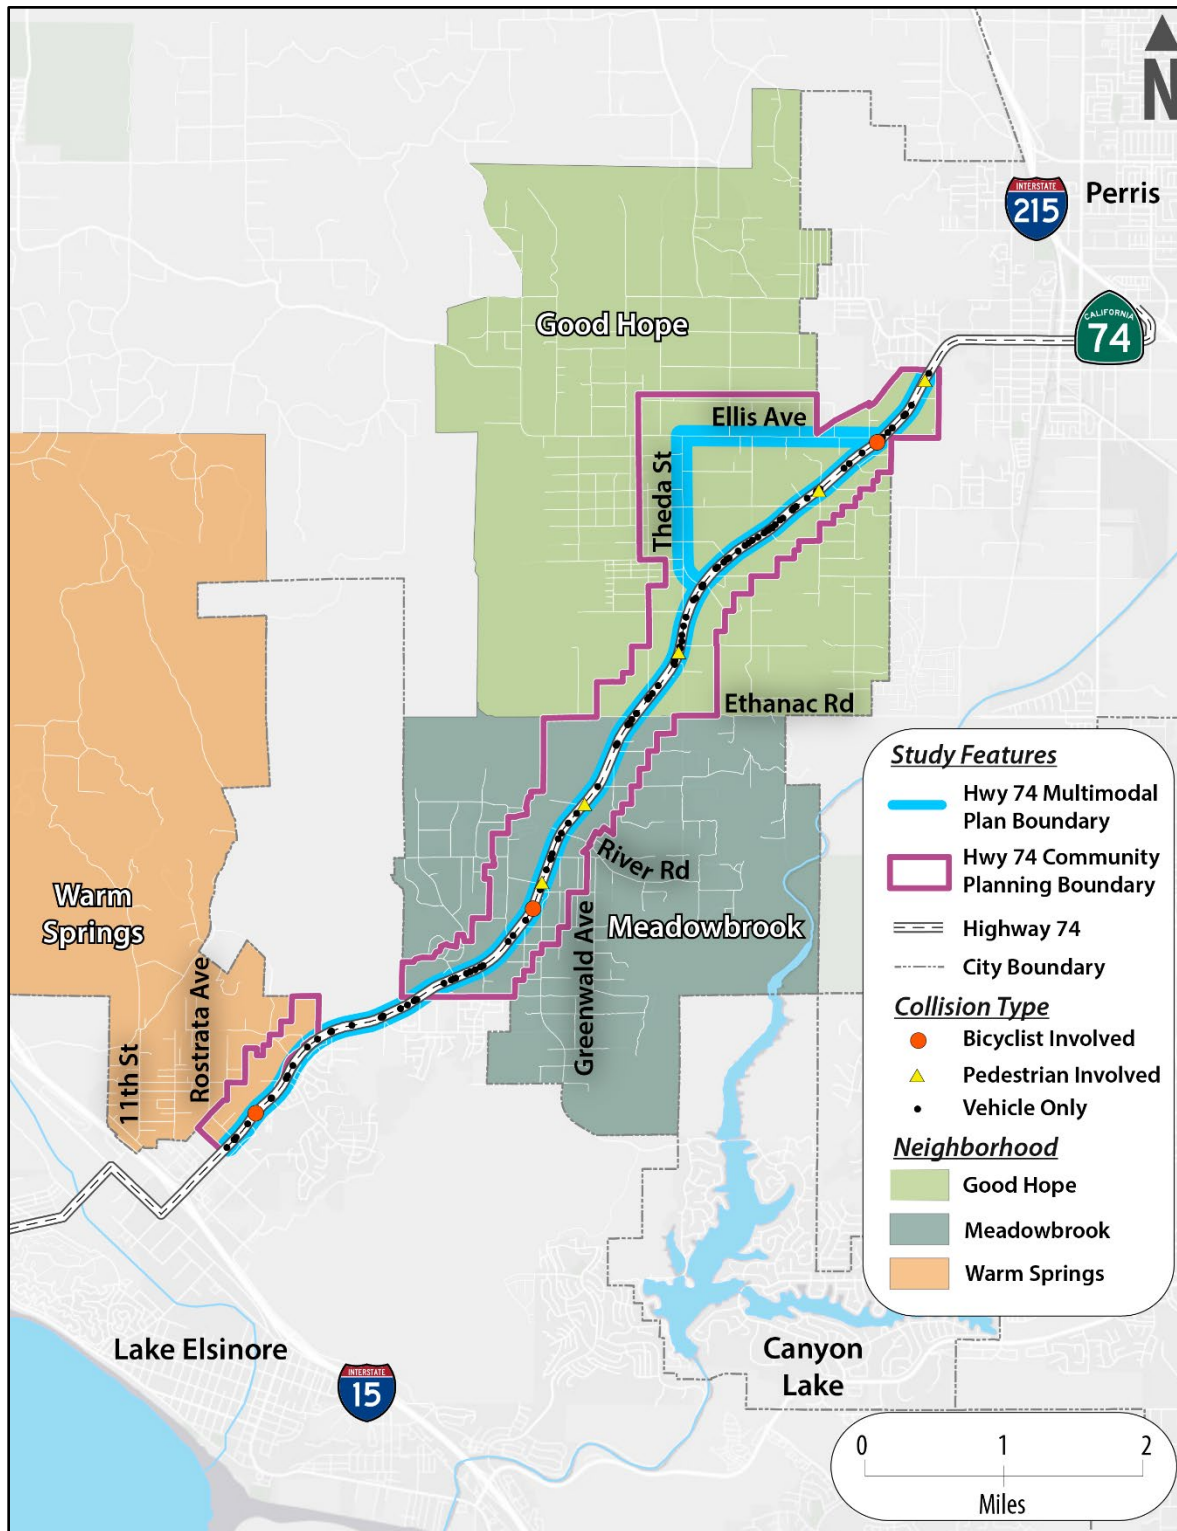 N
INTERSTATE
215
Perris
CALIFORNIA
74
Good Hope
Ellis Ave
Theda St
Ethanac Rd
River Rd
Meadowbrook
Greenwald Ave
Warm
Springs
Rostrata Ave
11th St
Lake Elsinore
INTERSTATE
15
Canyon
Lake
Study Features
Hwy 74 Multimodal
Plan Boundary
Hwy 74 Community
Planning Boundary
Highway 74
City Boundary
Collision Type
Bicyclist Involved
Pedestrian Involved
Vehicle Only
Neighborhood
Good Hope
Meadowbrook
Warm Springs
0 1 2
Miles